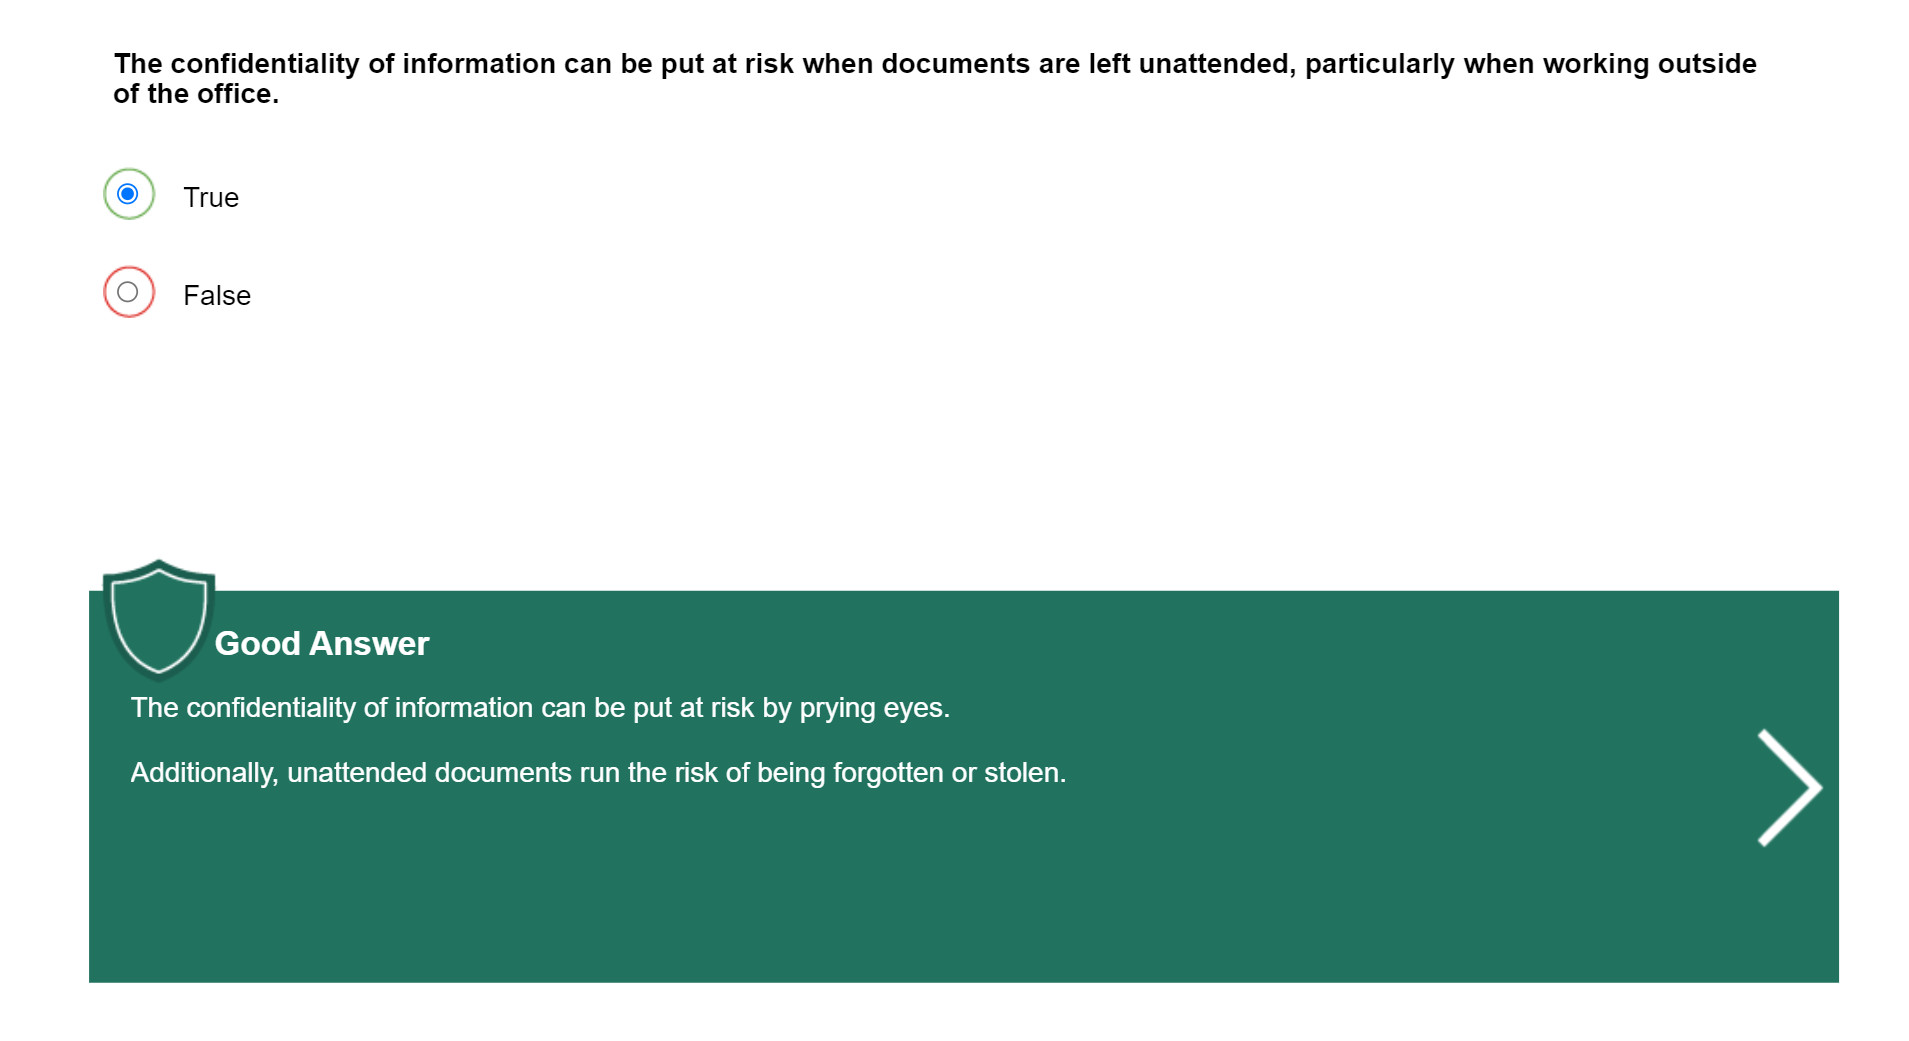 The confidentiality of information can be put at risk when documents are left unattended, particularly when working outside
of the office.
True
False
Good Answer
The confidentiality of information can be put at risk by prying eyes.
Additionally, unattended documents run the risk of being forgotten or stolen.